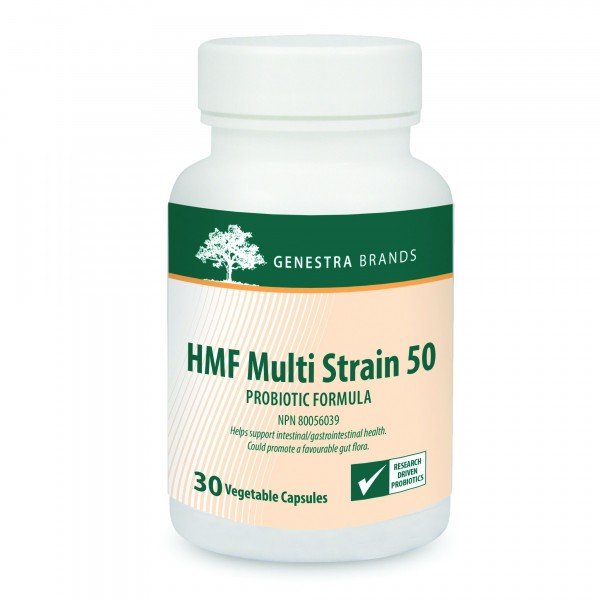 GENESTRA BRANDS
HMF Multi Strain 50
PROBIOTIC FORMULA
NPN 80056039
Helps support intestinal/gastrointestinal health.
Could promote a favourable gut flora.
RESEARCH
DRIVEN
PROBIOTICS
30 Vegetable Capsules